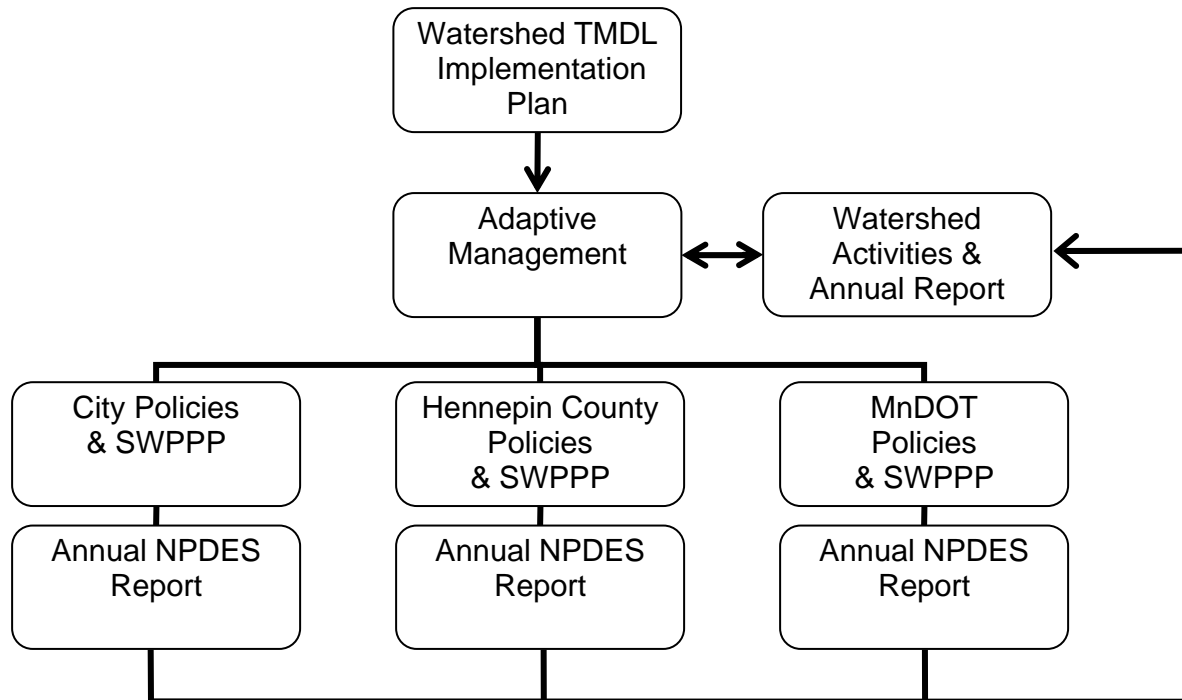 Watershed TMDL
Implementation
Plan
Adaptive
Management
Watershed
Activities &
Annual Report
City Policies
& SWPPP
Hennepin County
Policies
& SWPPP
MnDOT
Policies
& SWPPP
Annual NPDES
Report
Annual NPDES
Report
Annual NPDES
Report